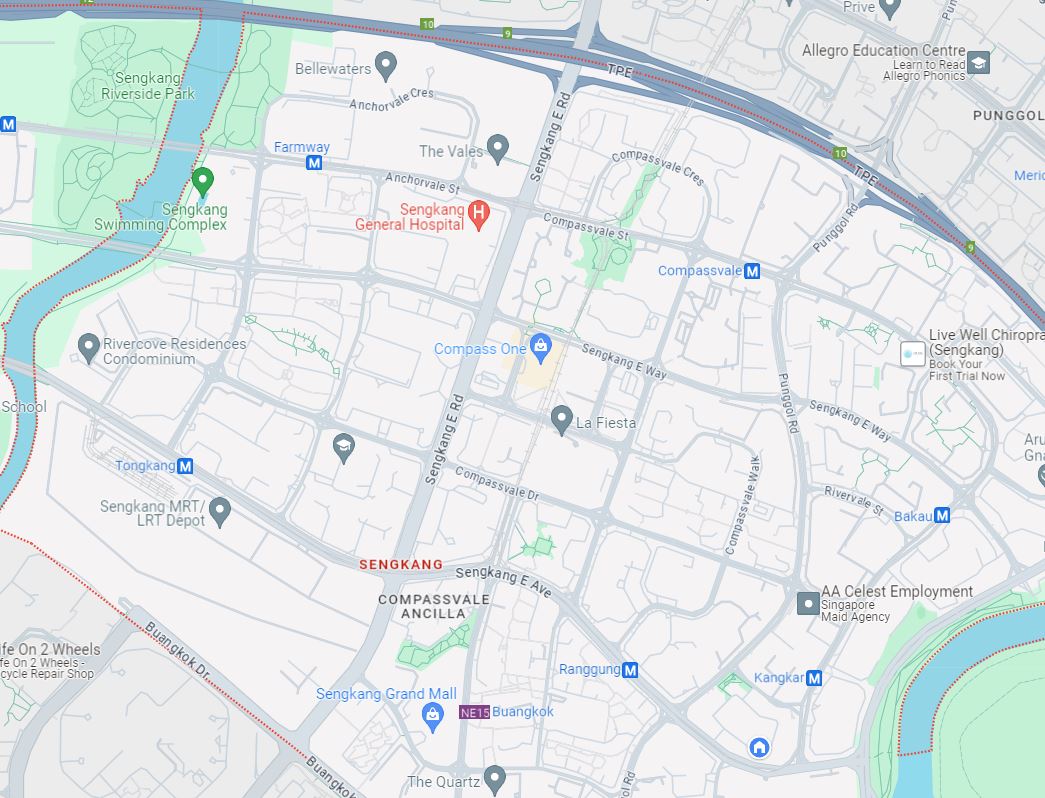 12
10
9
Prive
Allegro Education Centre
Learn to Read
Allegro Phonics
Bellewaters
TPE
Sengkang
Riverside Park
Anchorvale Cres
Sengkang E Rd
PUNGGOL
M
Farmway
M
The Vales
Compassvale Cres
10
TPE
Anchorvale St
Sengkang
General Hospital
H
Sengkang
Swimming Complex
Compassvale St
Punggol Rd
9
Compassvale
M
Live Well Chiropra
(Sengkang)
Book Your
First Trial Now
Rivercove Residences
Condominium
Compass One
Sengkang E Way
Punggol Rd
School
Sengkang E Rd
La Fiesta
Sengkang E Way
Aru
Tongkang
M
Compassvale Dr
Compassvale Walk
Rivervale St
Bakau
M
Sengkang MRT/
LRT Depot
SENGKANG
Sengkang E Ave
COMPASSVALE
ANCILLA
AA Celest Employment
Singapore
Maid Agency
Buangkok Dr
ife On 2 Wheels
fe On 2 Wheels -
cycle Repair Shop
Ranggung
M
Kangkar
M
Sengkang Grand Mall
NE15
Buangkok
Buangkok
The Quartz
ol Rd